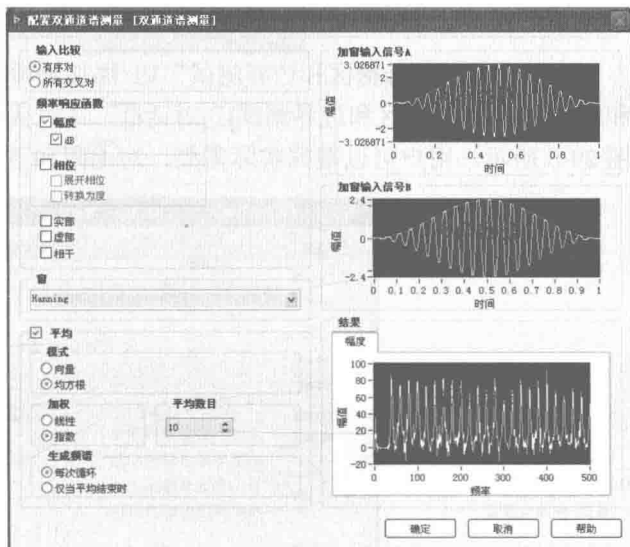 配置双通道谱测量 [双通道谱测量]
输入比较
有序对
所有交叉对
频率响应函数
幅度
dB
相位
展开相位
转换为度
实部
虚部
相干
窗
Hanning
平均
模式
向量
均方根
加权
线性
指数
平均数目
10
生成频谱
每次循环
仅当平均结束时
加窗输入信号A
3.026871
2
0
-2
-3.026871
幅值
0 0.2 0.4 0.6 0.8 1
时间
加窗输入信号B
2.4
0
-2.4
幅值
0 0.1 0.2 0.3 0.4 0.5 0.6 0.7 0.8 0.9 1
时间
结果
幅度
100
80
60
40
20
0
-20
幅值
0 100 200 300 400 500
频率
确定 取消 帮助